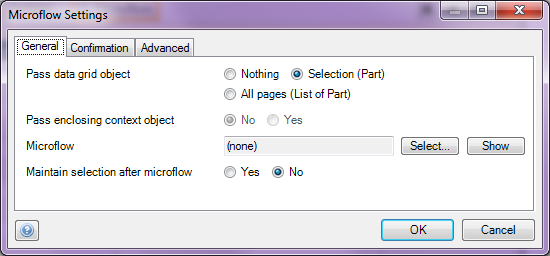 Microflow Settings
General Confirmation Advanced
Pass data grid object Nothing Selection (Part)
All pages (List of Part)
Pass enclosing context object No Yes
Microflow (none) Select... Show
Maintain selection after microflow Yes No
? OK Cancel